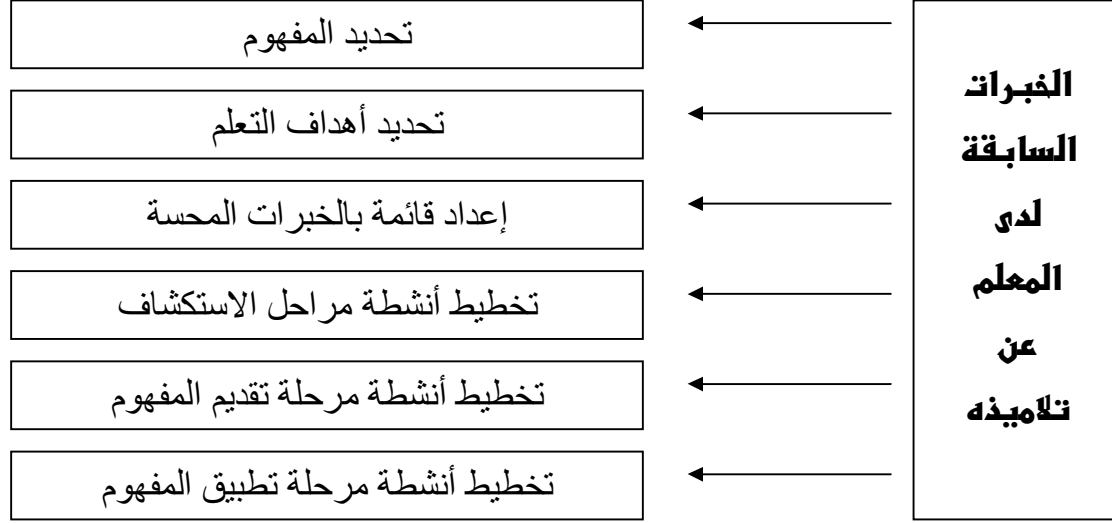 الخبرات
السابقة
لدى
المعلم
عن
تلاميذه
تحديد المفهوم
تحديد أهداف التعلم
إعداد قائمة بالخبرات المحسة
تخطيط أنشطة مراحل الاستكشاف
تخطيط أنشطة مرحلة تقديم المفهوم
تخطيط أنشطة مرحلة تطبيق المفهوم